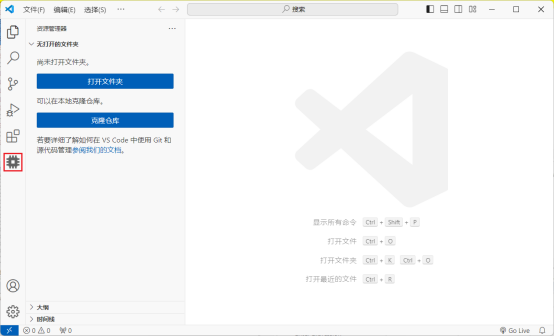 文件(F) 编辑(E) 选择(S) ··· 搜索
资源管理器 ···
无打开的文件夹
尚未打开文件夹。
打开文件夹
可以在本地克隆仓库。
克隆仓库
若要详细了解如何在 VS Code 中使用 Git 和
源代码管理参阅我们的文档。
显示所有命令 Ctrl + Shift + P
打开文件 Ctrl + O
打开文件夹 Ctrl + K Ctrl + O
打开最近的文件 Ctrl + R
大纲
时间线
0 0 0 Go Live